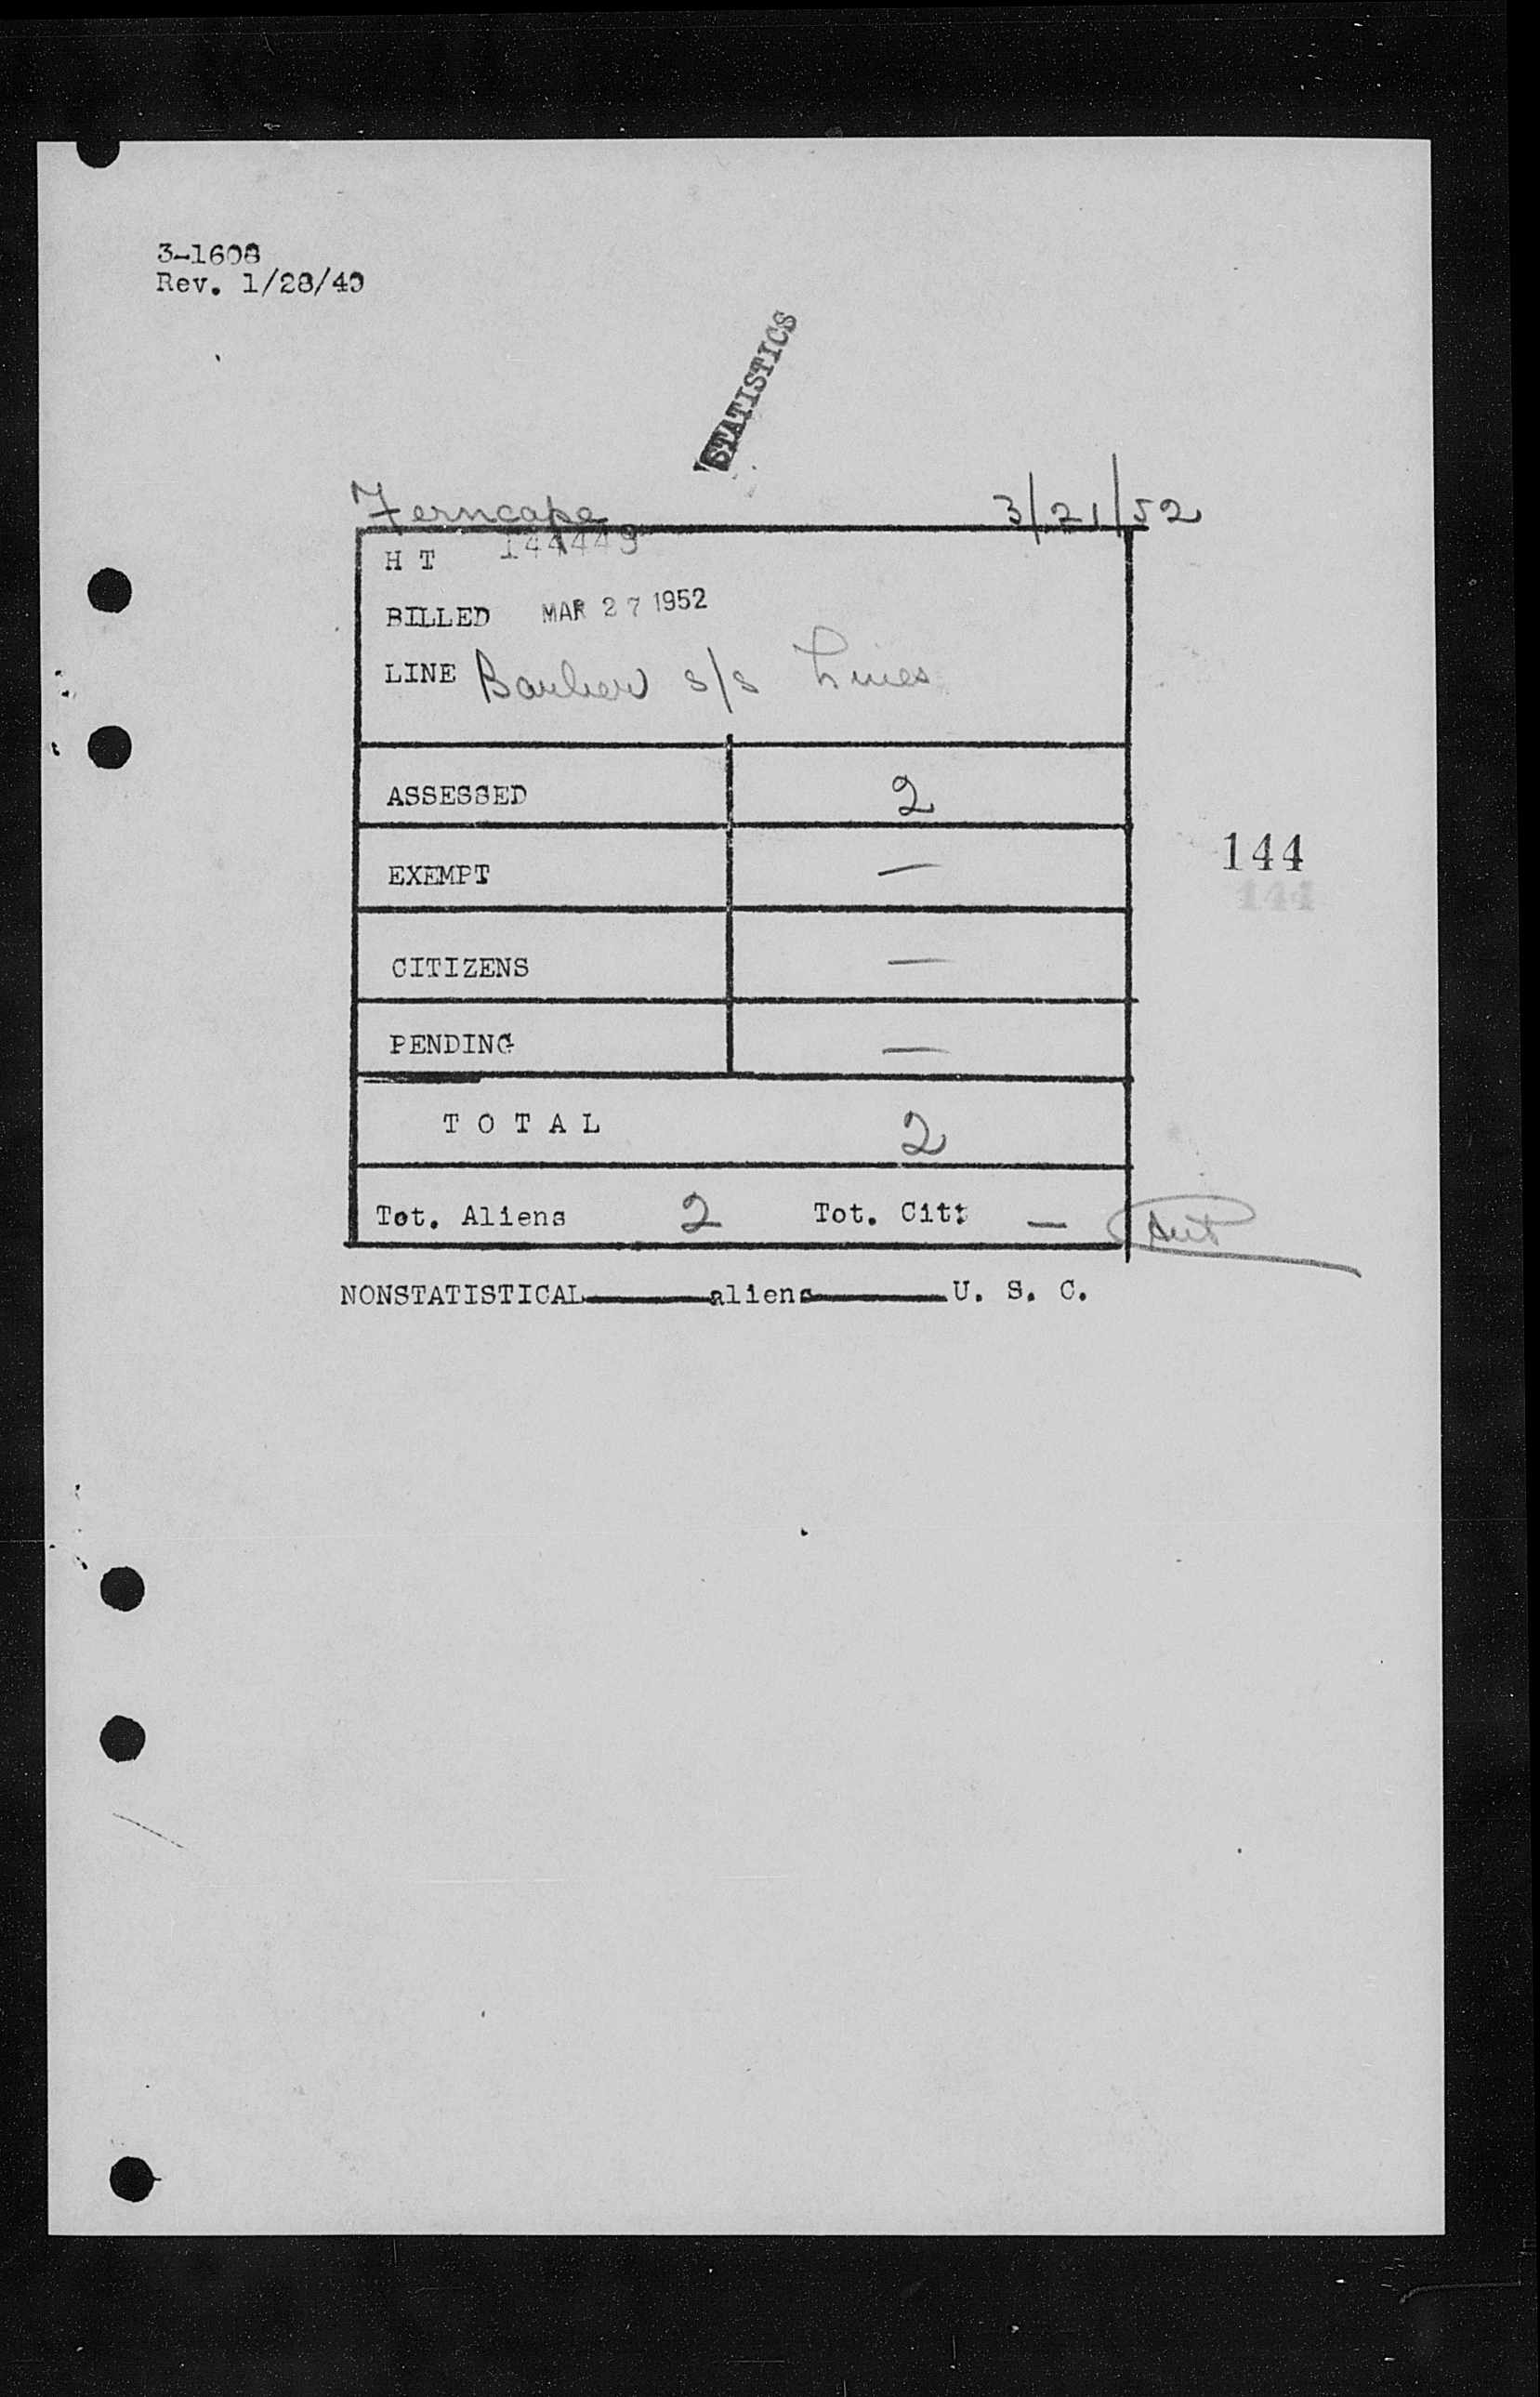 3-1608
Rev. 1/28/40
STATISTICS
Ferncape 3/21/52
H T 144449
BILLED MAR 27 1952
LINE Barber s/s Lines
ASSESSED 2
EXEMPT —
144
CITIZENS —
PENDING —
T O T A L 2
Tot. Aliens 2 Tot. Cit: —
NONSTATISTICAL aliens U. S. C.